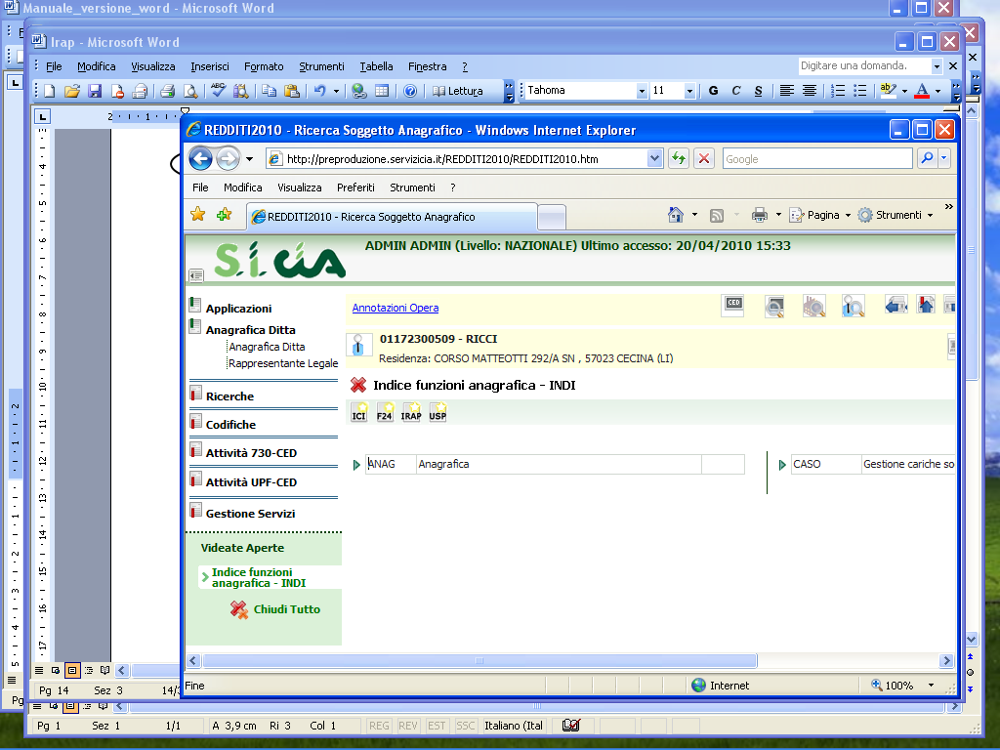 Manuale_versione_word - Microsoft Word
Irap - Microsoft Word
File Modifica Visualizza Inserisci Formato Strumenti Tabella Finestra ? Digitare una domanda.
Lettura Tahoma 11 G C S
REDDITI2010 - Ricerca Soggetto Anagrafico - Windows Internet Explorer
http://preproduzione.servizicia.it/REDDITI2010/REDDITI2010.htm Google
File Modifica Visualizza Preferiti Strumenti ?
REDDITI2010 - Ricerca Soggetto Anagrafico Pagina Strumenti
S.I. CIA
ADMIN ADMIN (Livello: NAZIONALE) Ultimo accesso: 20/04/2010 15:33
Applicazioni
Anagrafica Ditta
Anagrafica Ditta
Rappresentante Legale
Ricerche
Codifiche
Attività 730-CED
Attività UPF-CED
Gestione Servizi
Videate Aperte
Indice funzioni
anagrafica - INDI
Chiudi Tutto
Annotazioni Opera CED
01172300509 - RICCI
Residenza: CORSO MATTEOTTI 292/A SN , 57023 CECINA (LI)
Indice funzioni anagrafica - INDI
ICI F24 IRAP USP
ANAG Anagrafica CASO Gestione cariche so
Fine Internet 100%
Pg 14 Sez 3 14/
Pg 1 Sez 1 1/1 A 3,9 cm Ri 3 Col 1 REG REV EST SSC Italiano (Ital